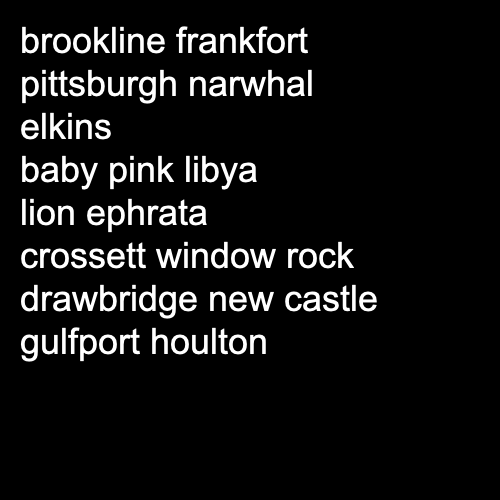 brookline frankfort
pittsburgh narwhal
elkins
baby pink libya
lion ephrata
crossett window rock
drawbridge new castle
gulfport houlton